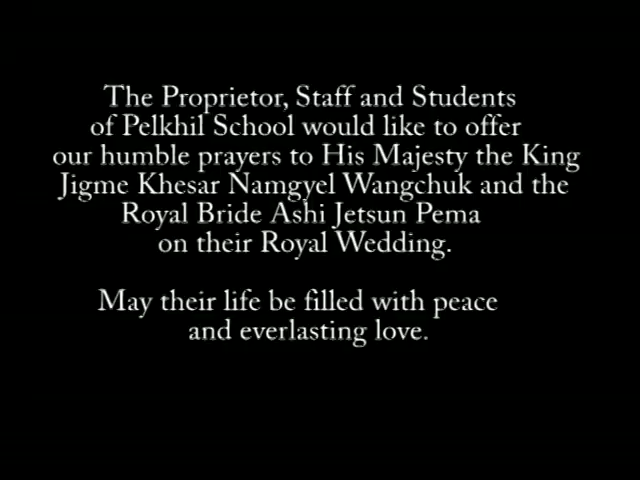 The Proprietor, Staff and Students
of Pelkhil School would like to offer
our humble prayers to His Majesty the King
Jigme Khesar Namgyel Wangchuk and the
Royal Bride Ashi Jetsun Pema
on their Royal Wedding.
May their life be filled with peace
and everlasting love.